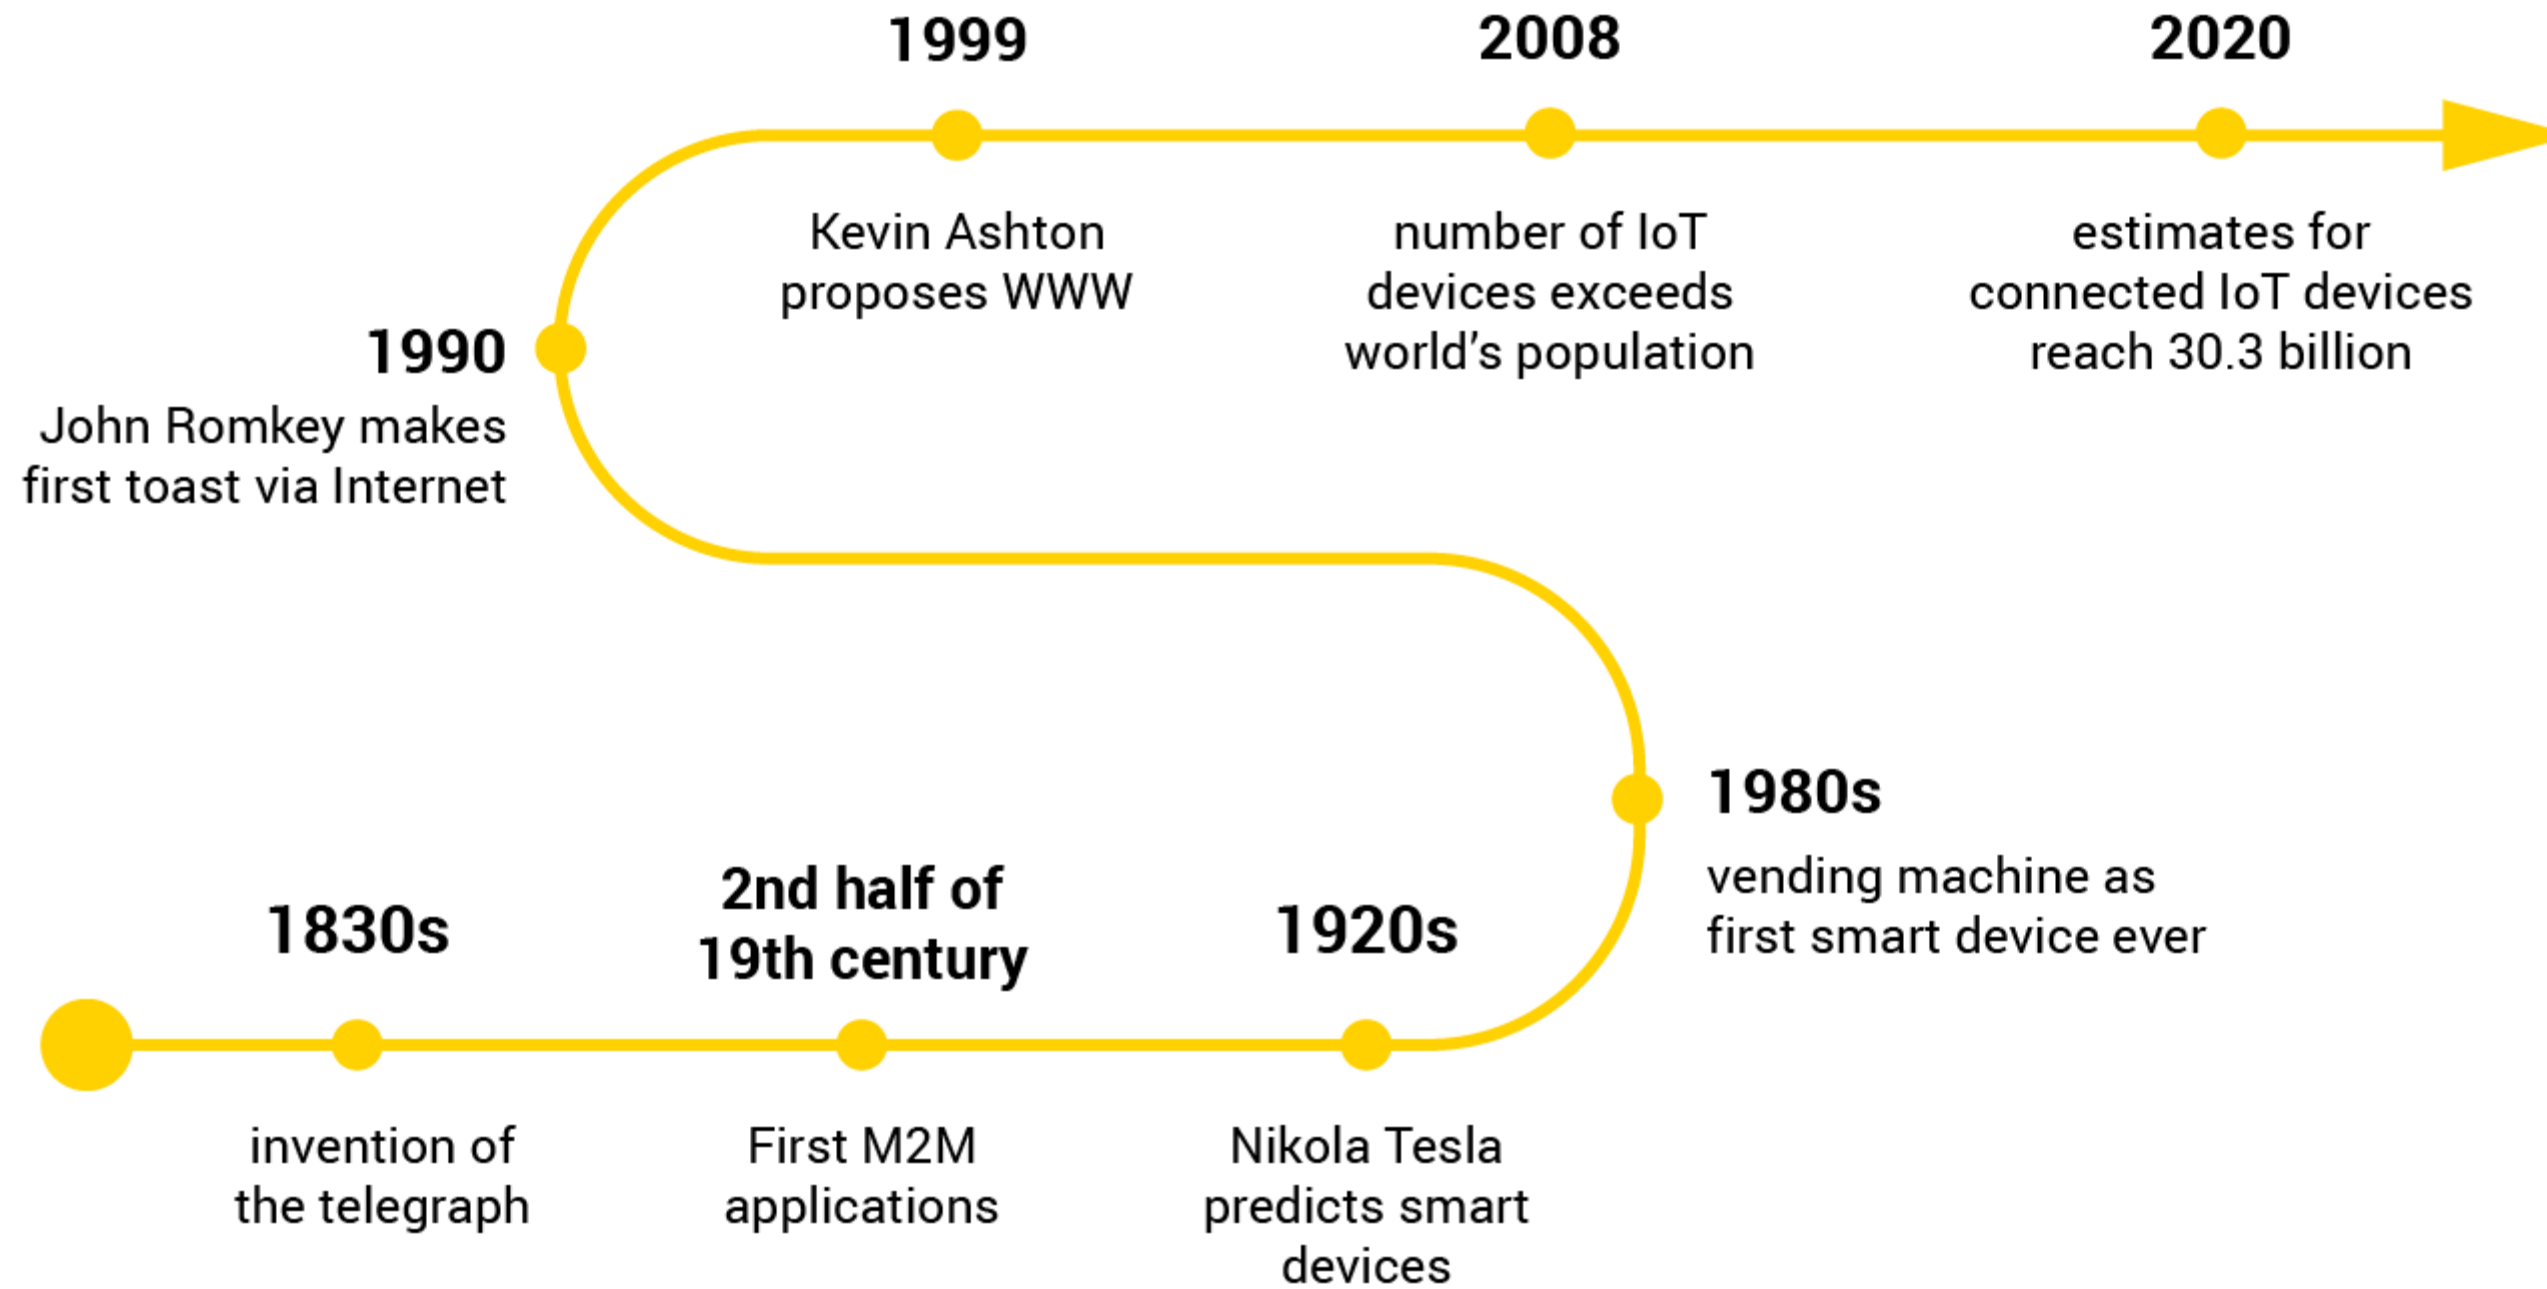 1999
Kevin Ashton
proposes WWW
2008
number of IoT
devices exceeds
world's population
2020
estimates for
connected IoT devices
reach 30.3 billion
1990
John Romkey makes
first toast via Internet
1980s
vending machine as
first smart device ever
1830s
invention of
the telegraph
2nd half of
19th century
First M2M
applications
1920s
Nikola Tesla
predicts smart
devices